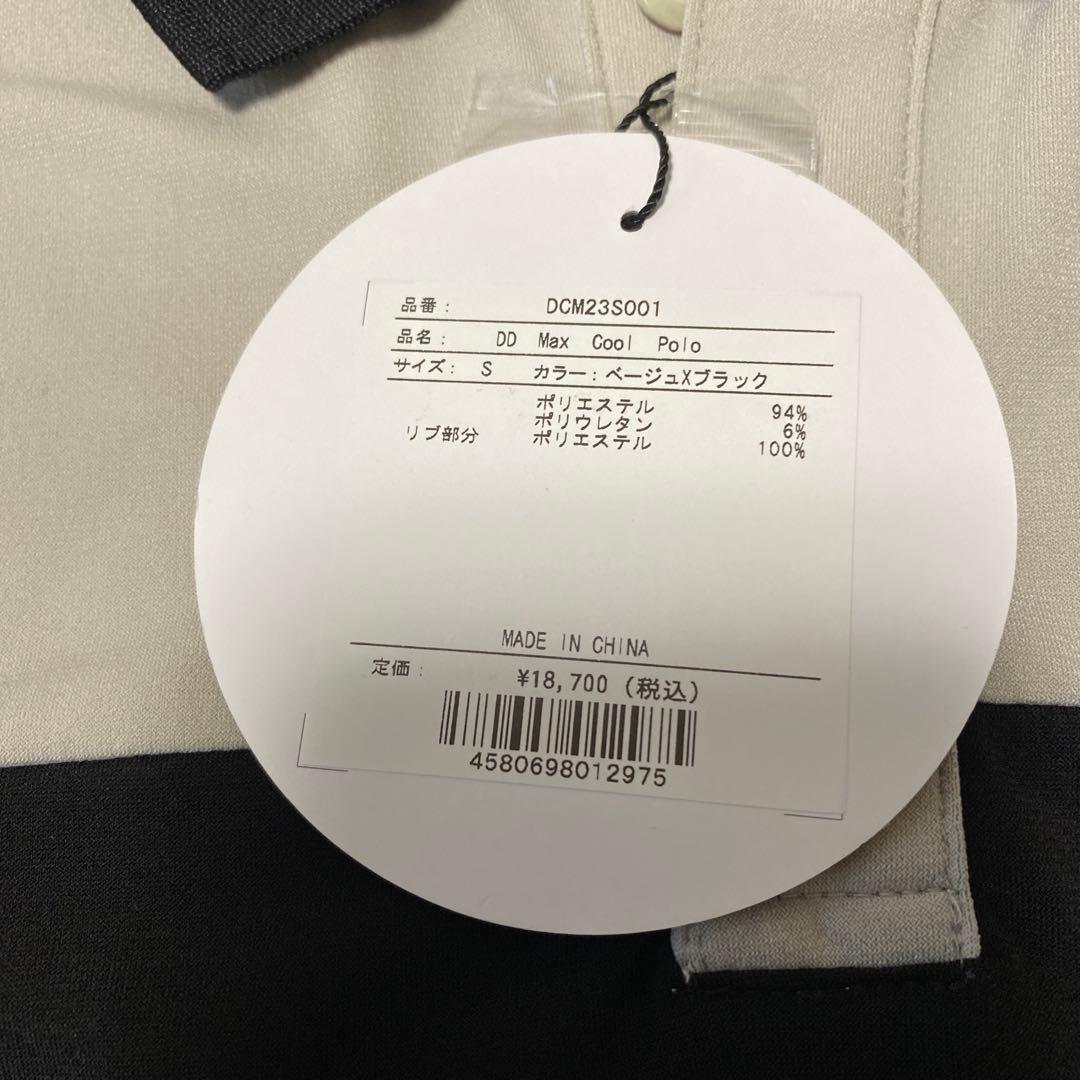 品番： DCM23S001
品名： DD Max Cool Polo
サイズ： S カラー：ベージュXブラック
ポリエステル 94%
ポリウレタン 6%
リブ部分 ポリエステル 100%
MADE IN CHINA
定価： ¥18,700 (税込)
4580698012975